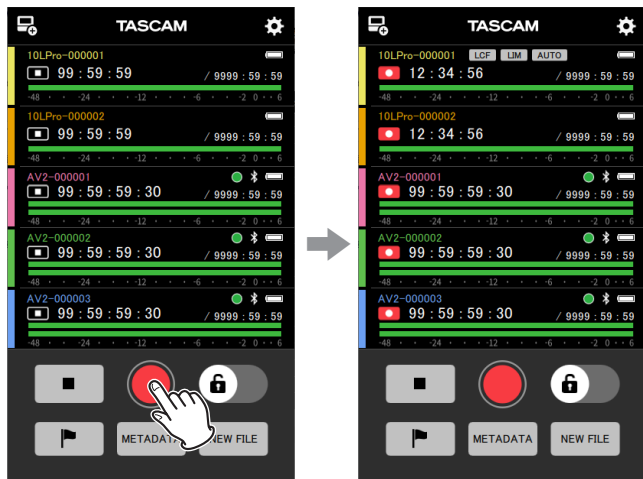 TASCAM
10LPro-000001
99 : 59 : 59 / 9999 : 59 : 59
-48 -24 -12 -6 -2 0 6
10LPro-000002
99 : 59 : 59 / 9999 : 59 : 59
-48 -24 -12 -6 -2 0 6
AV2-000001
99 : 59 : 59 : 30 / 9999 : 59 : 59
-48 -24 -12 -6 -2 0 6
AV2-000002
99 : 59 : 59 : 30 / 9999 : 59 : 59
-48 -24 -12 -6 -2 0 6
AV2-000003
99 : 59 : 59 : 30 / 9999 : 59 : 59
-48 -24 -12 -6 -2 0 6
METADATA NEW FILE
TASCAM
10LPro-000001 LCF LIM AUTO
12 : 34 : 56 / 9999 : 59 : 59
-48 -24 -12 -6 -2 0 6
10LPro-000002
12 : 34 : 56 / 9999 : 59 : 59
-48 -24 -12 -6 -2 0 6
AV2-000001
99 : 59 : 59 : 30 / 9999 : 59 : 59
-48 -24 -12 -6 -2 0 6
AV2-000002
99 : 59 : 59 : 30 / 9999 : 59 : 59
-48 -24 -12 -6 -2 0 6
AV2-000003
99 : 59 : 59 : 30 / 9999 : 59 : 59
-48 -24 -12 -6 -2 0 6
METADATA NEW FILE